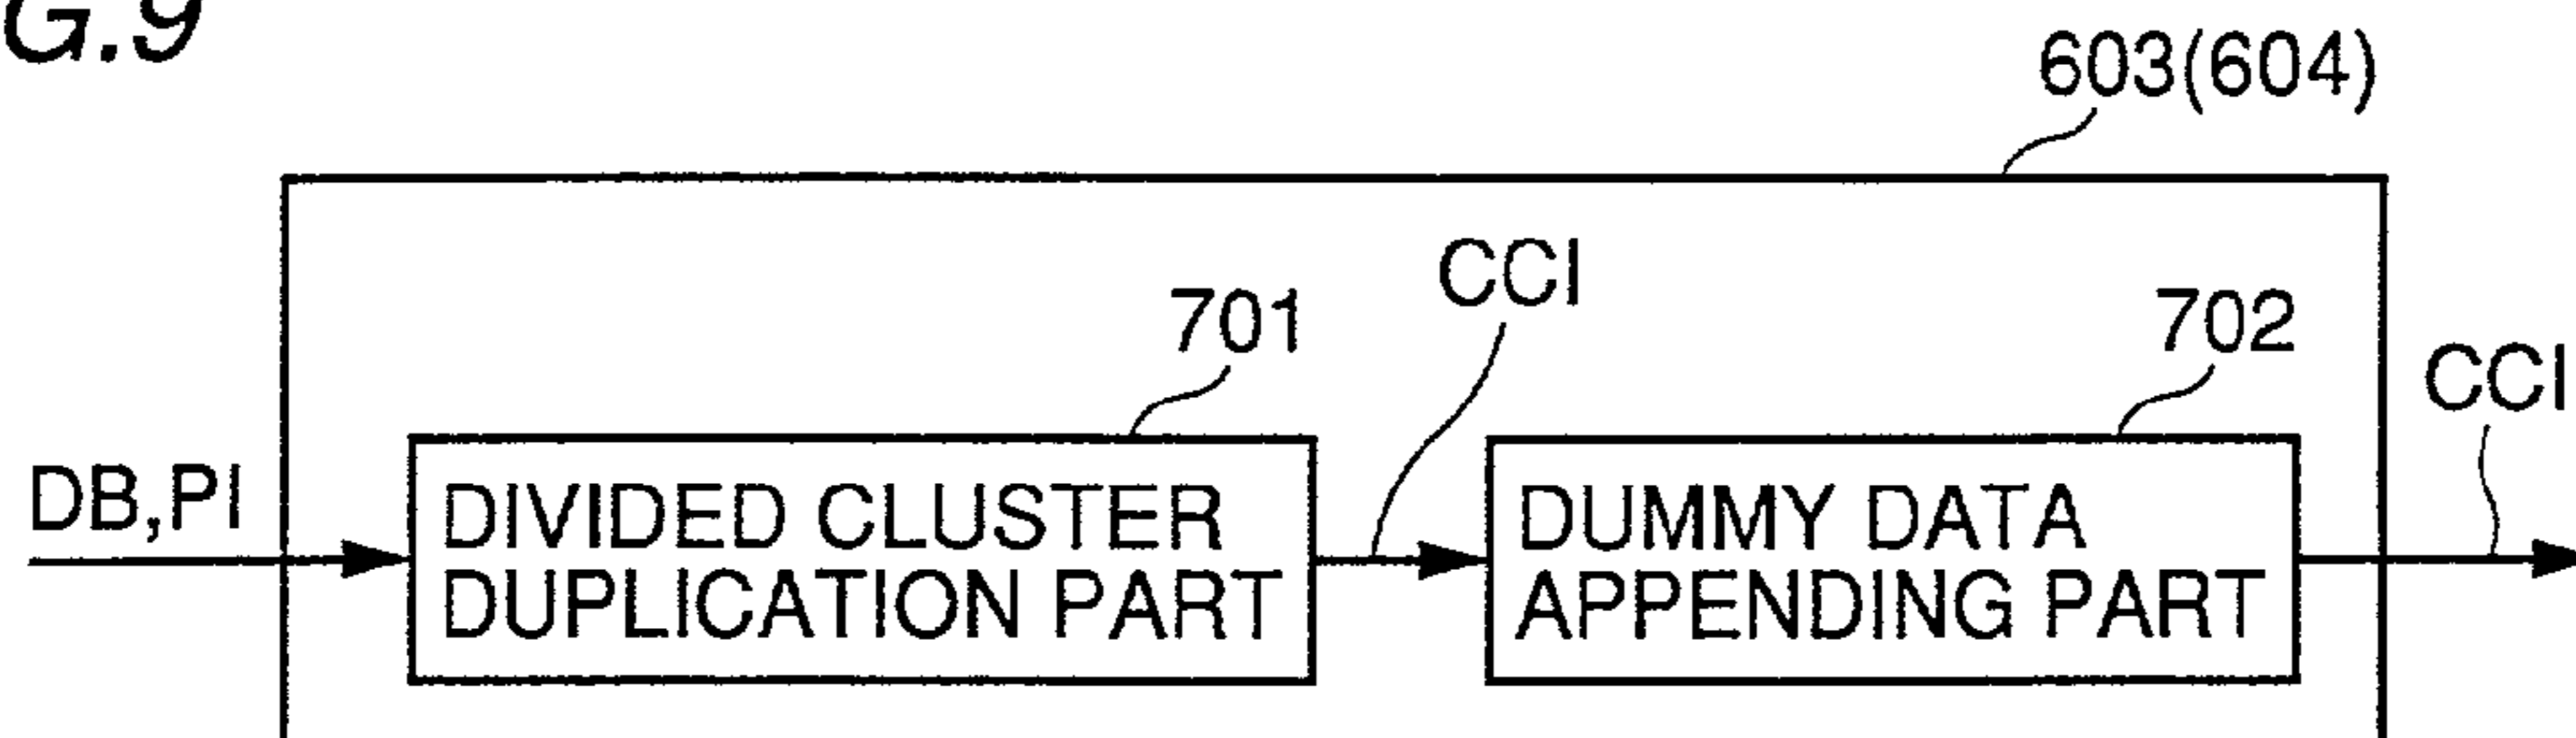 G.9
603(604)
CCI
701
702
CCI
DB,PI
DIVIDED CLUSTER
DUPLICATION PART
DUMMY DATA
APPENDING PART